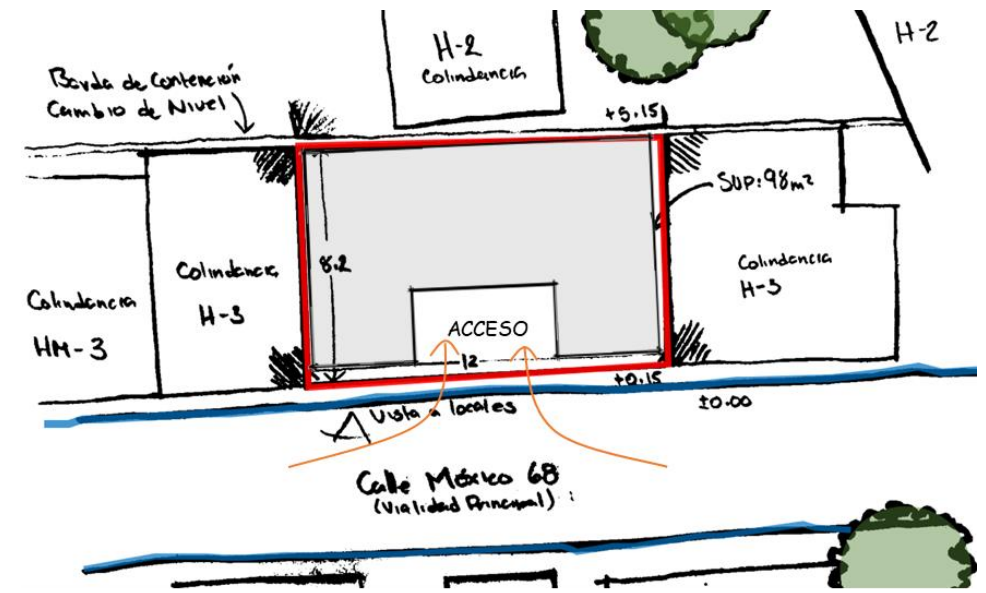 H-2
Colindancia
H-2
Barda de Contención
Cambio de Nivel
+5.15
SUP: 98m²
8.2
Colindancia
H-3
Colindancia
H-3
Colindancia
HM-3
ACCESO
12
+0.15
±0.00
Vista a locales
Calle México 68
(Vialidad Principal)